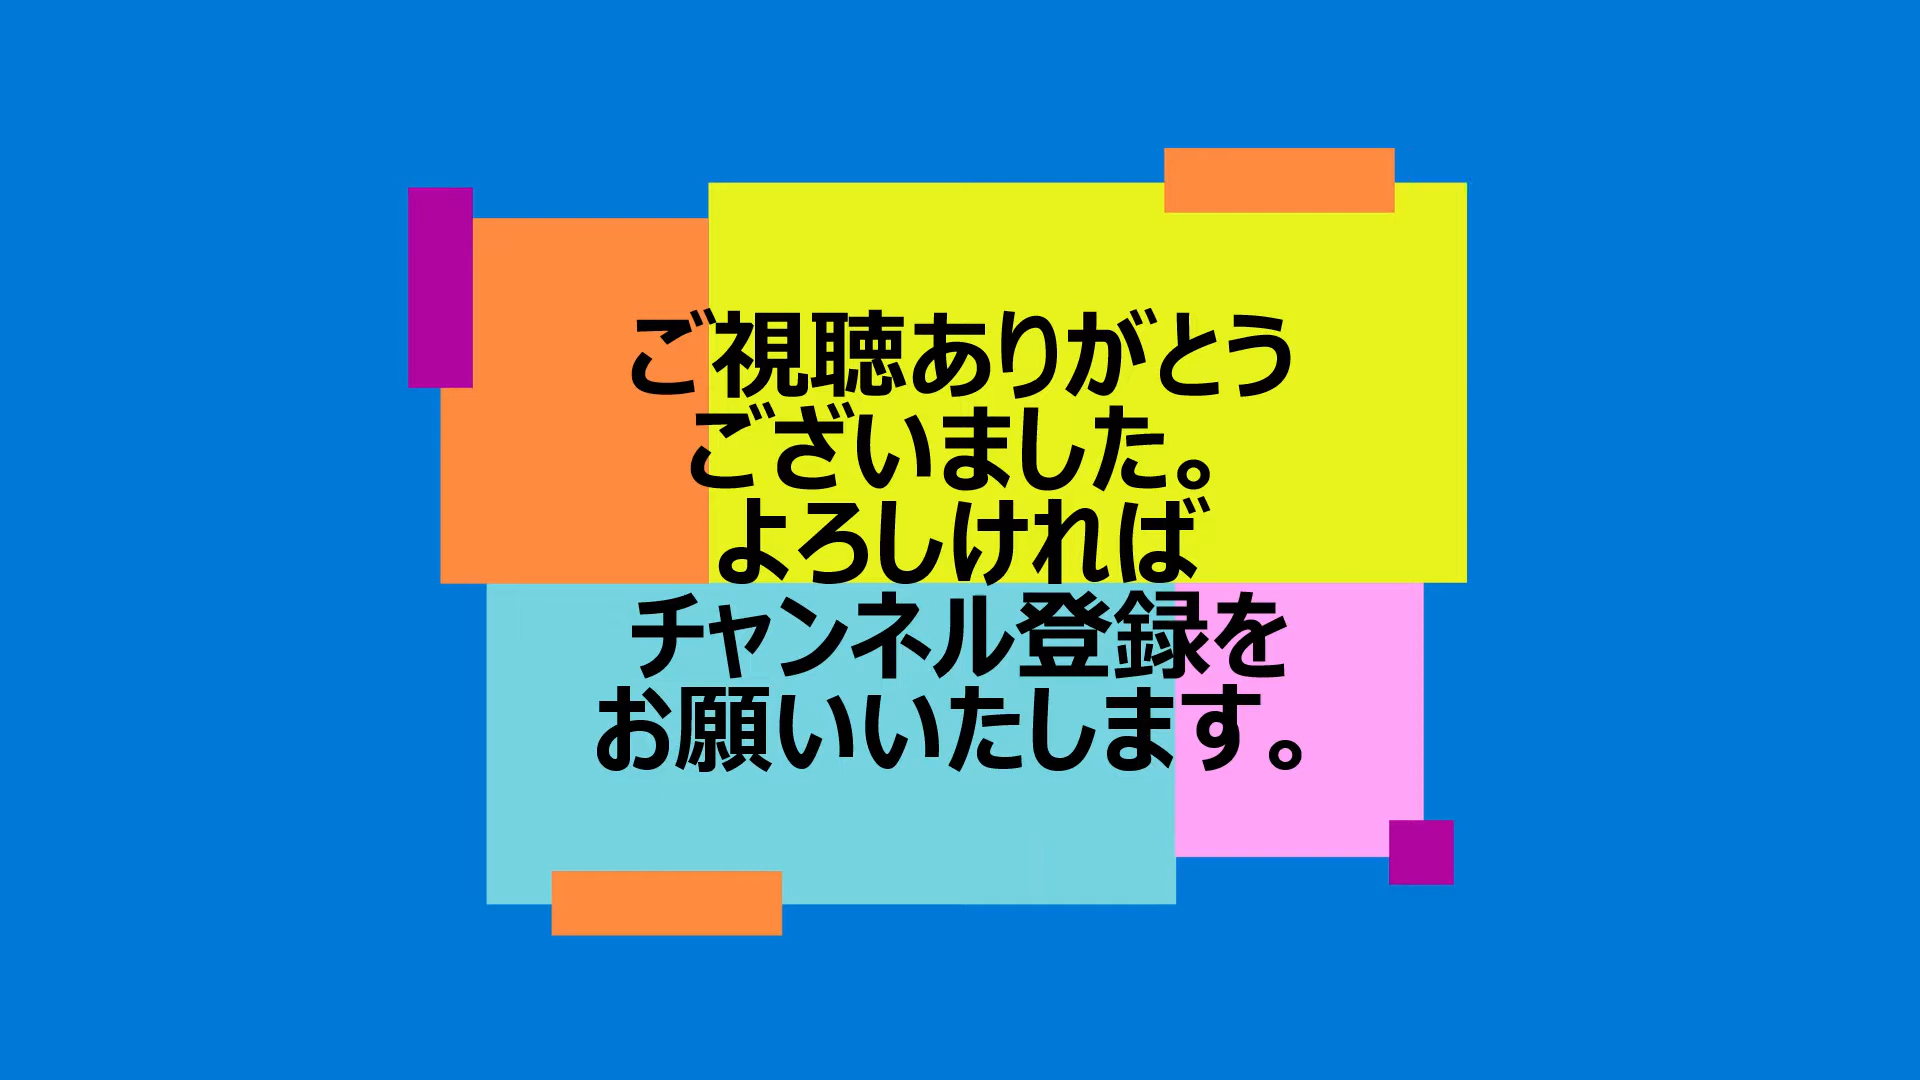 ご視聴ありがとう
ございました。
よろしければ
チャンネル登録を
お願いいたします。